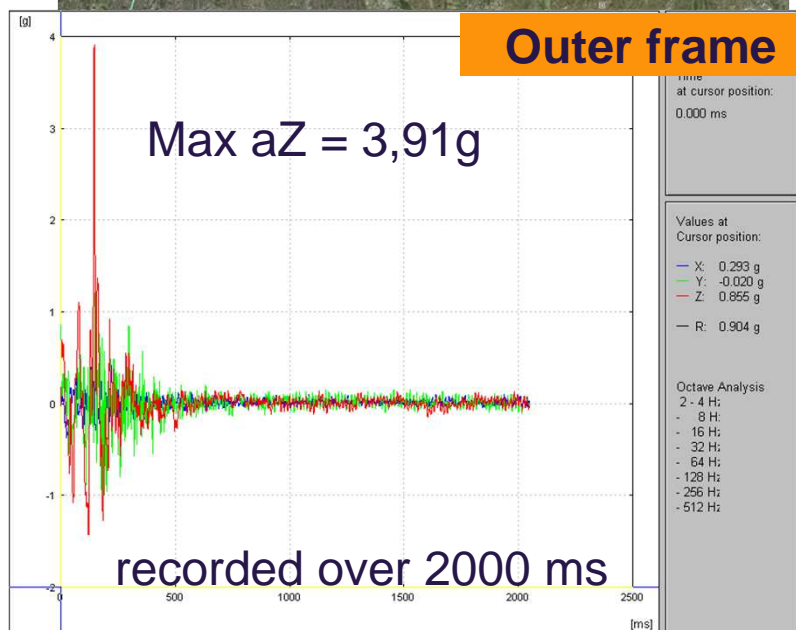 [g]
Outer frame
4
3
2
1
0
-1
-2
Max aZ = 3,91g
recorded over 2000 ms
0 500 1000 1500 2000 2500
[ms]
Time
at cursor position:
0.000 ms
Values at
Cursor position:
— X: 0.293 g
— Y: -0.020 g
— Z: 0.855 g
— R: 0.904 g
Octave Analysis
2 - 4 Hz
- 8 H:
- 16 Hz
- 32 Hz
- 64 Hz
- 128 Hz
- 256 Hz
- 512 Hz